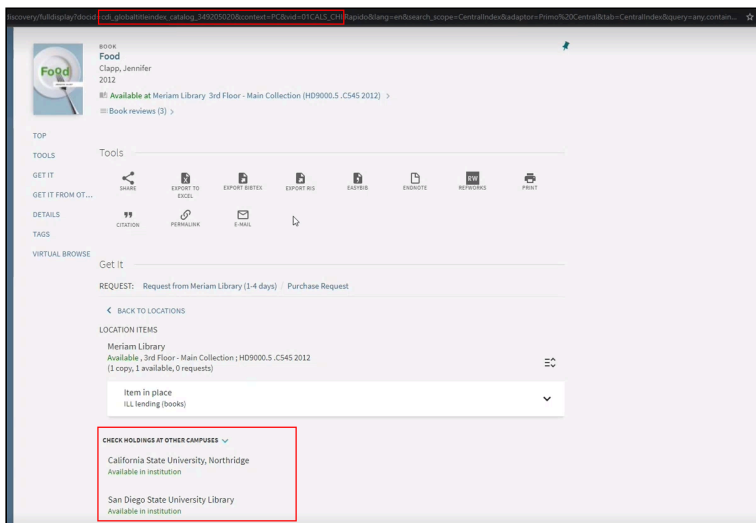 fiscovery/fulldisplay?docid=cdi_globaltitleindex_catalog_349205020&context=PC&vid=01CALS_CHI:Rapido&lang=en&search_scope=CentralIndex&adaptor=Primo%20Central&tab=CentralIndex&query=any,contain...
Food
BOOK
Food
Clapp, Jennifer
2012
Available at Meriam Library 3rd Floor - Main Collection (HD9000.5 .C545 2012) >
Book reviews (3) >
TOP
TOOLS
GET IT
GET IT FROM OT...
DETAILS
TAGS
VIRTUAL BROWSE
Tools
SHARE
EXPORT TO EXCEL
EXPORT BIBTEX
EXPORT RIS
EASYBIB
ENDNOTE
RW
REFWORKS
PRINT
CITATION
PERMALINK
E-MAIL
Get It
REQUEST: Request from Meriam Library (1-4 days) / Purchase Request
BACK TO LOCATIONS
LOCATION ITEMS
Meriam Library
Available , 3rd Floor - Main Collection ; HD9000.5 .C545 2012
(1 copy, 1 available, 0 requests)
Item in place
ILL lending (books)
CHECK HOLDINGS AT OTHER CAMPUSES
California State University, Northridge
Available in institution
San Diego State University Library
Available in institution